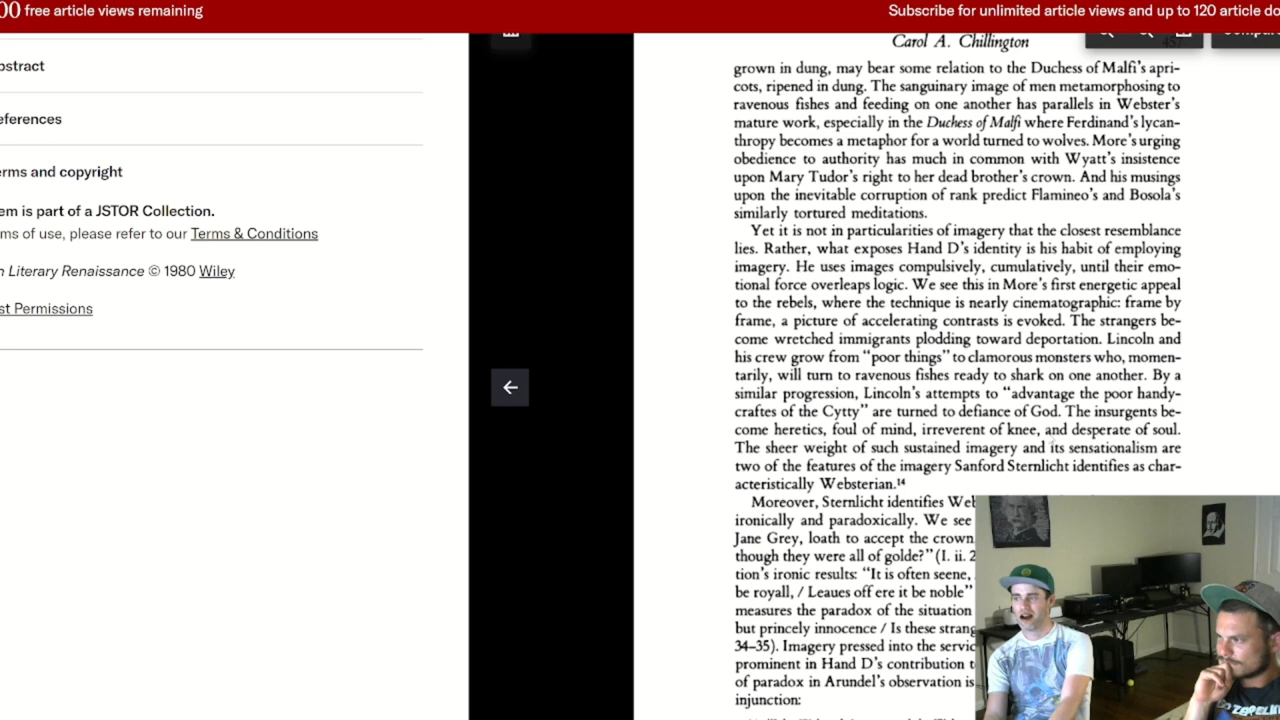 00 free article views remaining
Subscribe for unlimited article views and up to 120 article do
Carol A. Chillington
bstract
eferences
erms and copyright
em is part of a JSTOR Collection.
ms of use, please refer to our Terms & Conditions
n Literary Renaissance © 1980 Wiley
st Permissions
grown in dung, may bear some relation to the Duchess of Malfi's apri-
cots, ripened in dung. The sanguinary image of men metamorphosing to
ravenous fishes and feeding on one another has parallels in Webster's
mature work, especially in the Duchess of Malfi where Ferdinand's lycan-
thropy becomes a metaphor for a world turned to wolves. More's urging
obedience to authority has much in common with Wyatt's insistence
upon Mary Tudor's right to her dead brother's crown. And his musings
upon the inevitable corruption of rank predict Flamineo's and Bosola's
similarly tortured meditations.
Yet it is not in particularities of imagery that the closest resemblance
lies. Rather, what exposes Hand D's identity is his habit of employing
imagery. He uses images compulsively, cumulatively, until their emo-
tional force overleaps logic. We see this in More's first energetic appeal
to the rebels, where the technique is nearly cinematographic: frame by
frame, a picture of accelerating contrasts is evoked. The strangers be-
come wretched immigrants plodding toward deportation. Lincoln and
his crew grow from "poor things" to clamorous monsters who, momen-
tarily, will turn to ravenous fishes ready to shark on one another. By a
similar progression, Lincoln's attempts to "advantage the poor handy-
craftes of the Cytty" are turned to defiance of God. The insurgents be-
come heretics, foul of mind, irreverent of knee, and desperate of soul.
The sheer weight of such sustained imagery and its sensationalism are
two of the features of the imagery Sanford Sternlicht identifies as char-
acteristically Websterian.¹⁴
Moreover, Sternlicht identifies Web
ironically and paradoxically. We see
Jane Grey, loath to accept the crown
though they were all of golde?" (I. ii. 2
tion's ironic results: "It is often seene,
be royall, / Leaues off ere it be noble"
measures the paradox of the situation
but princely innocence / Is these strang
34–35). Imagery pressed into the servic
prominent in Hand D's contribution t
of paradox in Arundel's observation is
injunction: